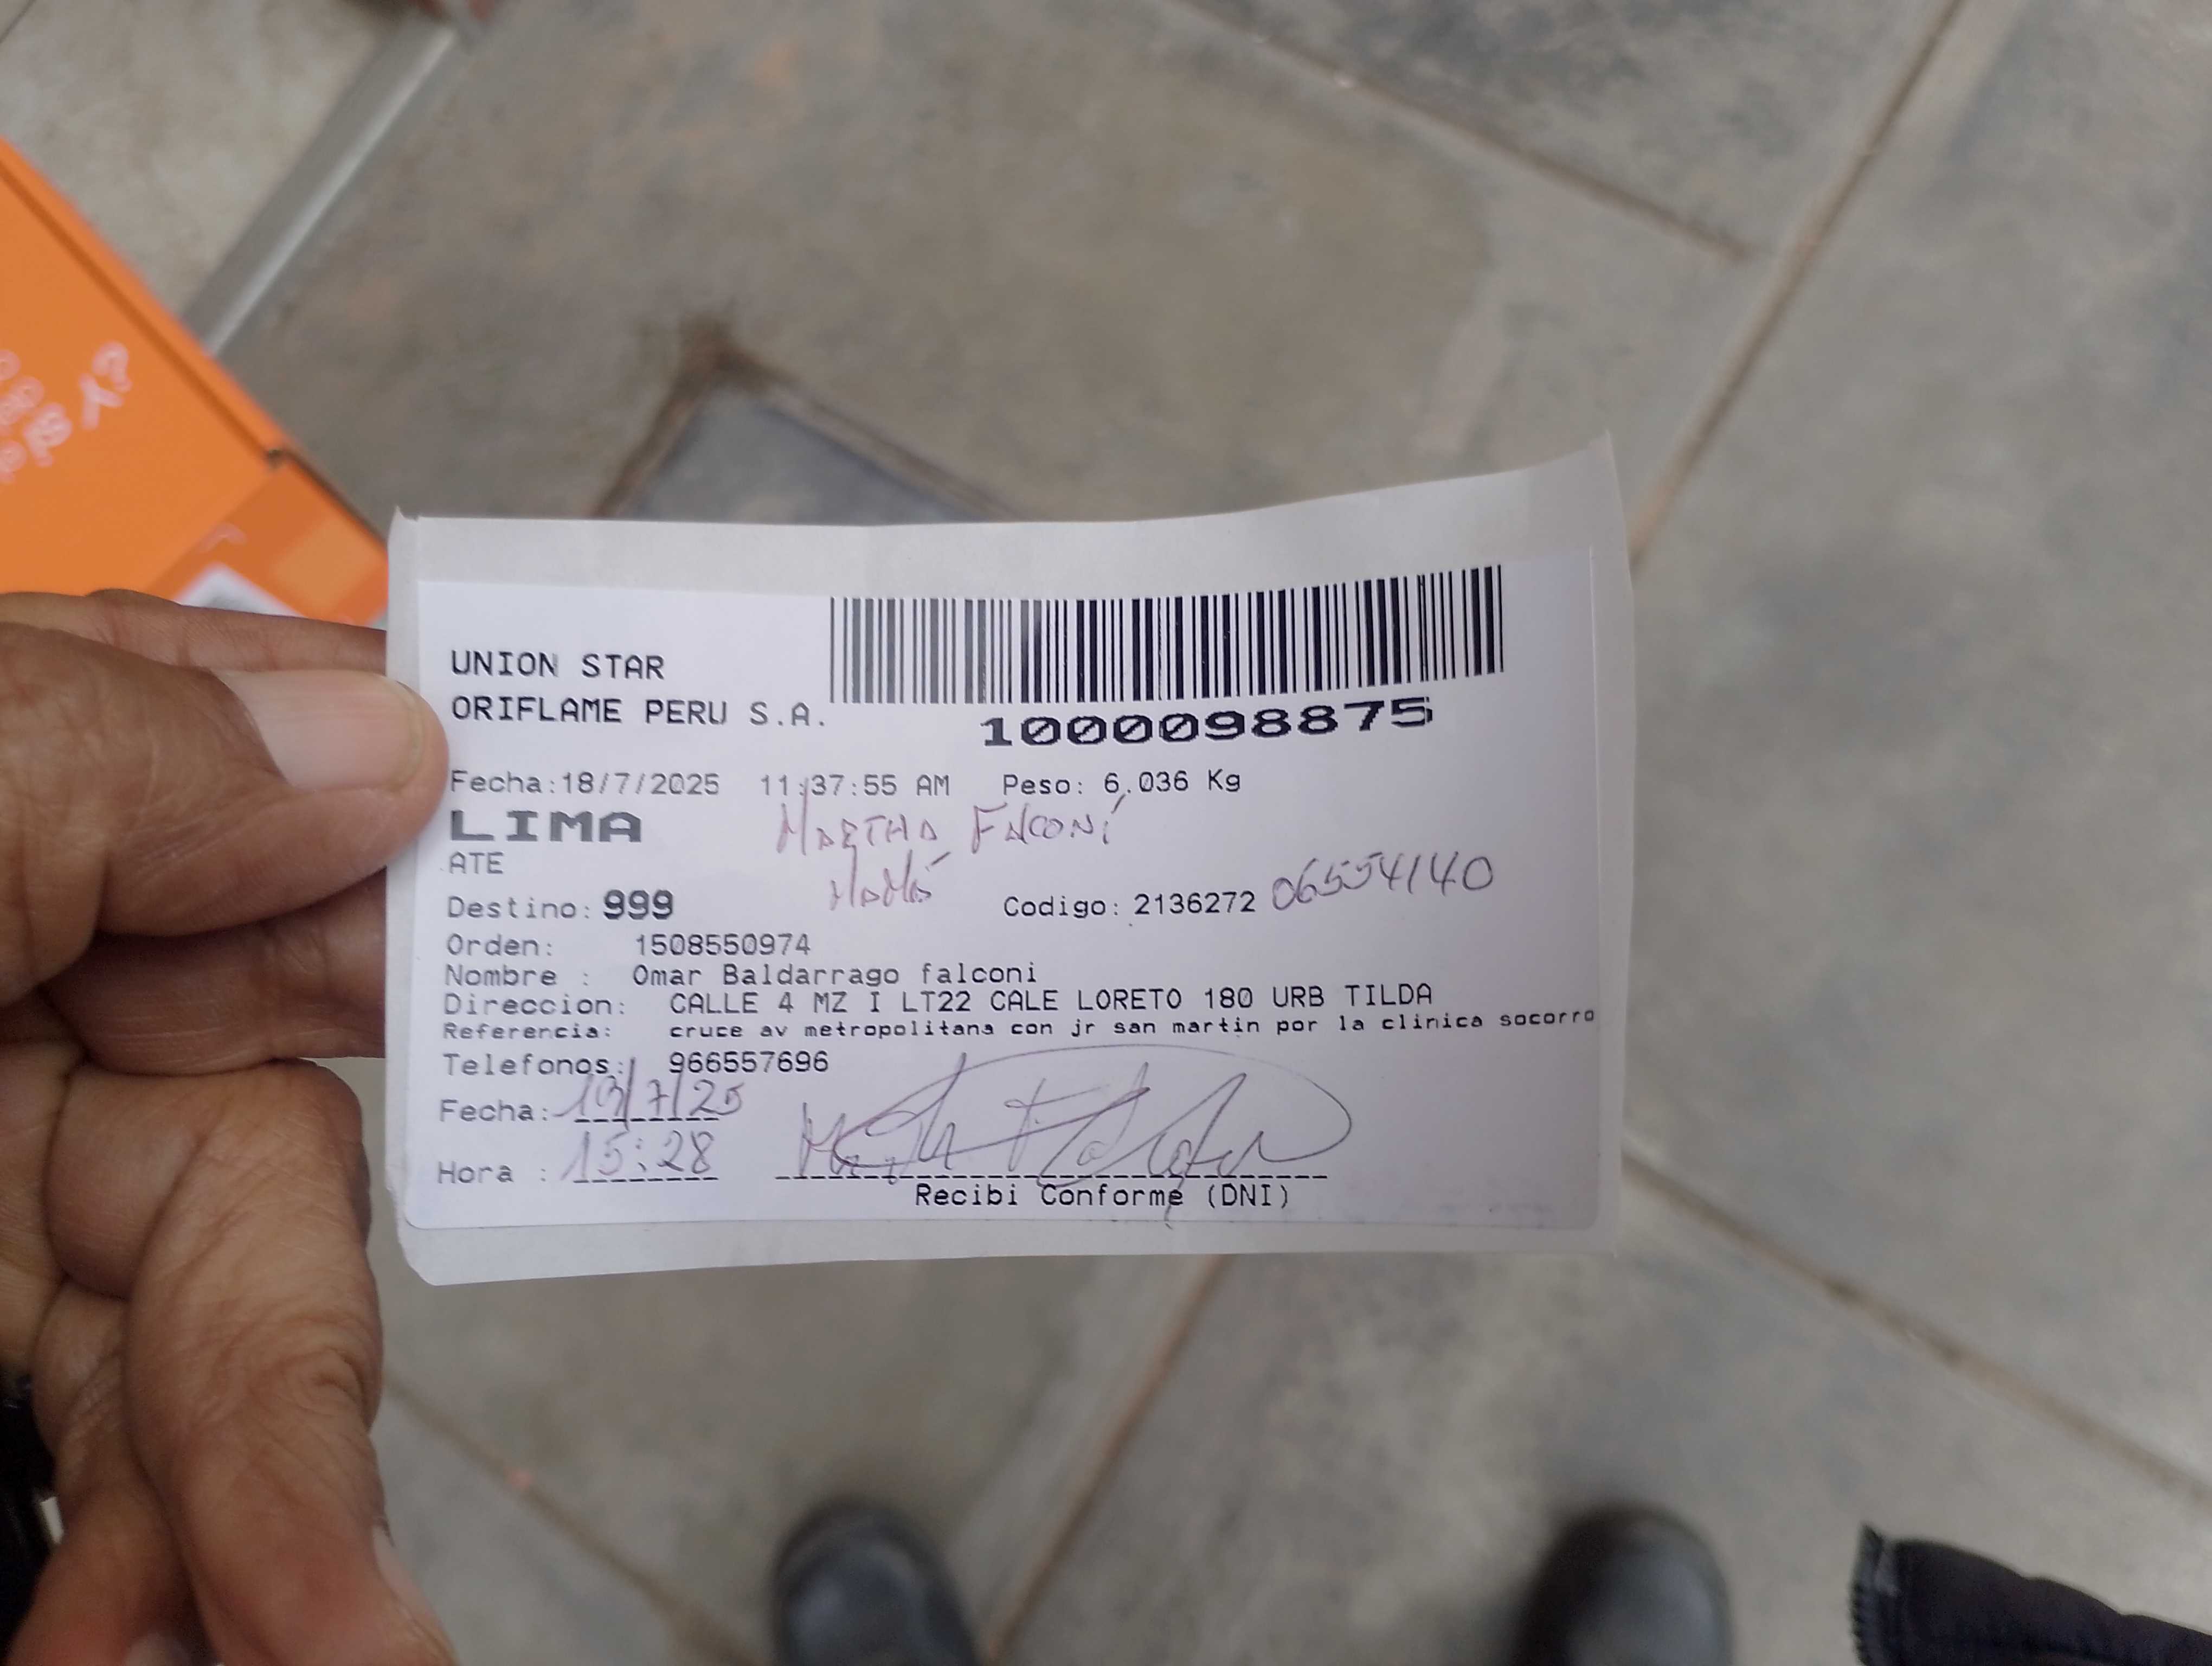 UNION STAR
ORIFLAME PERU S.A.
1000098875
Fecha:18/7/2025 11:37:55 AM Peso: 6.036 Kg
LIMA
MARTHA FALCONÍ
ATE
MAMÁ
Destino: 999 Codigo: 2136272 06554140
Orden: 1508550974
Nombre : Omar Baldarrago falconi
Direccion: CALLE 4 MZ I LT22 CALE LORETO 180 URB TILDA
Referencia: cruce av metropolitana con jr san martin por la clinica socorro
Telefonos: 966557696
Fecha: 19/7/25
Hora : 15:28
Recibi Conforme (DNI)